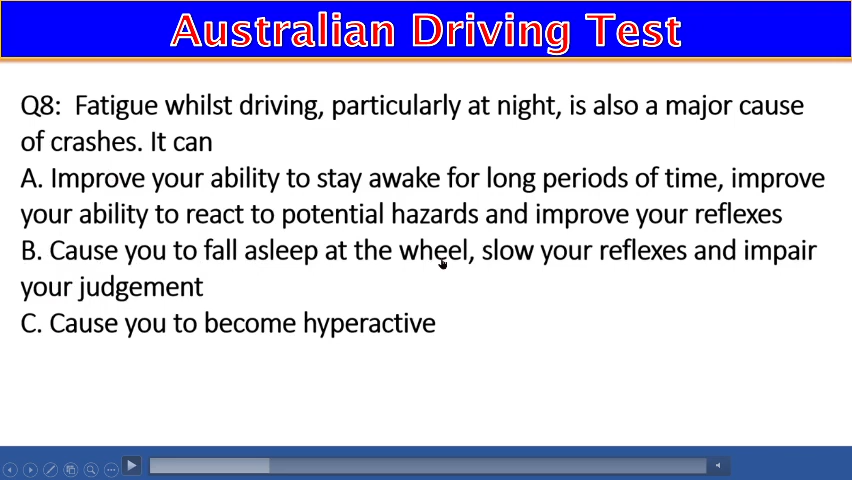 Australian Driving Test
Q8: Fatigue whilst driving, particularly at night, is also a major cause
of crashes. It can
A. Improve your ability to stay awake for long periods of time, improve
your ability to react to potential hazards and improve your reflexes
B. Cause you to fall asleep at the wheel, slow your reflexes and impair
your judgement
C. Cause you to become hyperactive